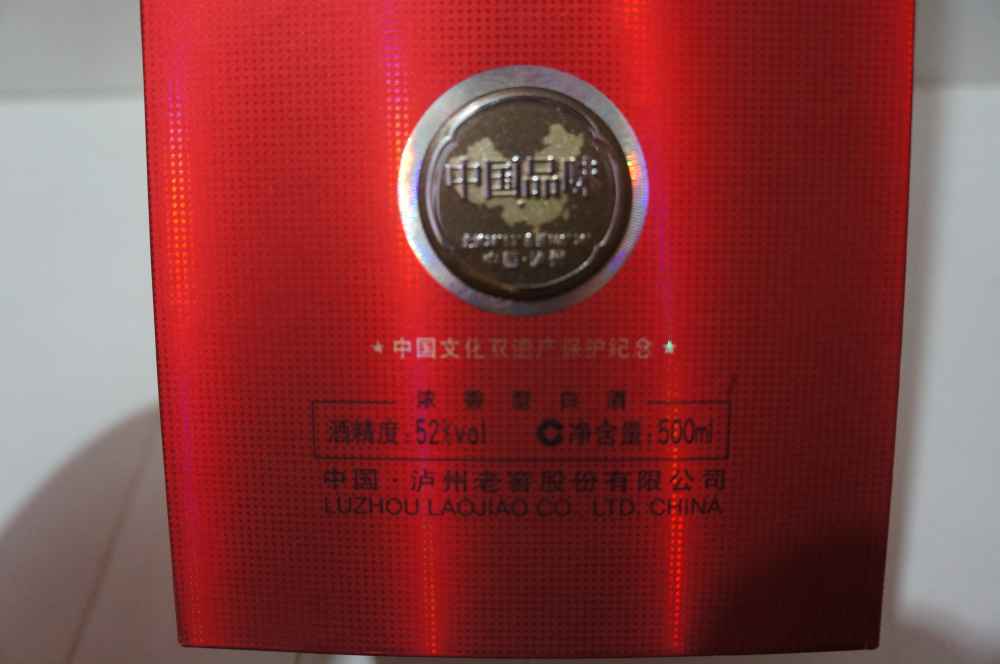 中国品味
★中国文化双遗产保护纪念★
浓香型白酒
酒精度:52%vol 净含量:500ml
中国·泸州老窖股份有限公司
LUZHOU LAOJIAO CO. LTD. CHINA